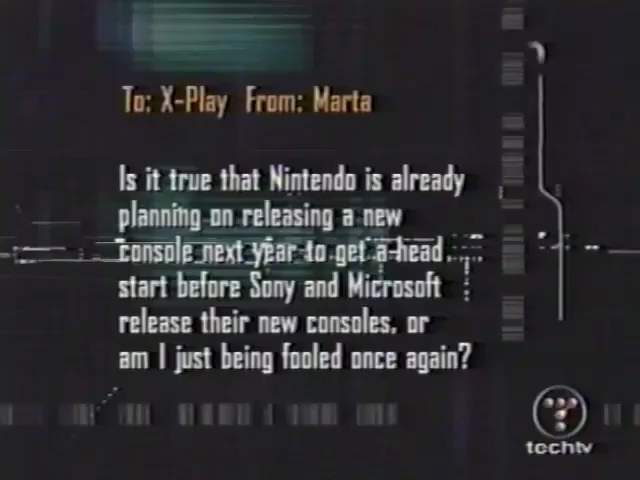 To: X-Play From: Marta
Is it true that Nintendo is already
planning on releasing a new
console next year to get a head
start before Sony and Microsoft
release their new consoles, or
am I just being fooled once again?
techtv